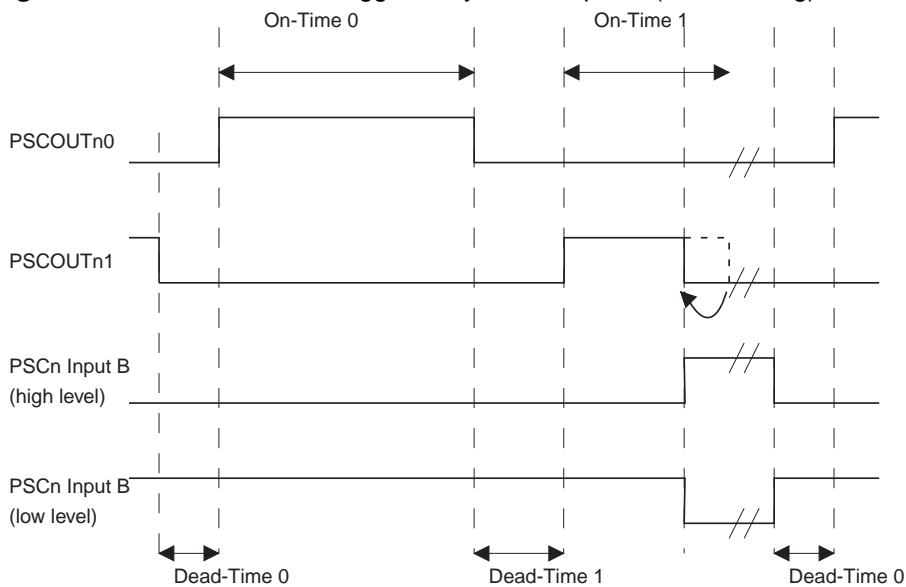 On-Time 0
On-Time 1
PSCOUTn0
PSCOUTn1
PSCn Input B
(high level)
PSCn Input B
(low level)
Dead-Time 0
Dead-Time 1
Dead-Time 0